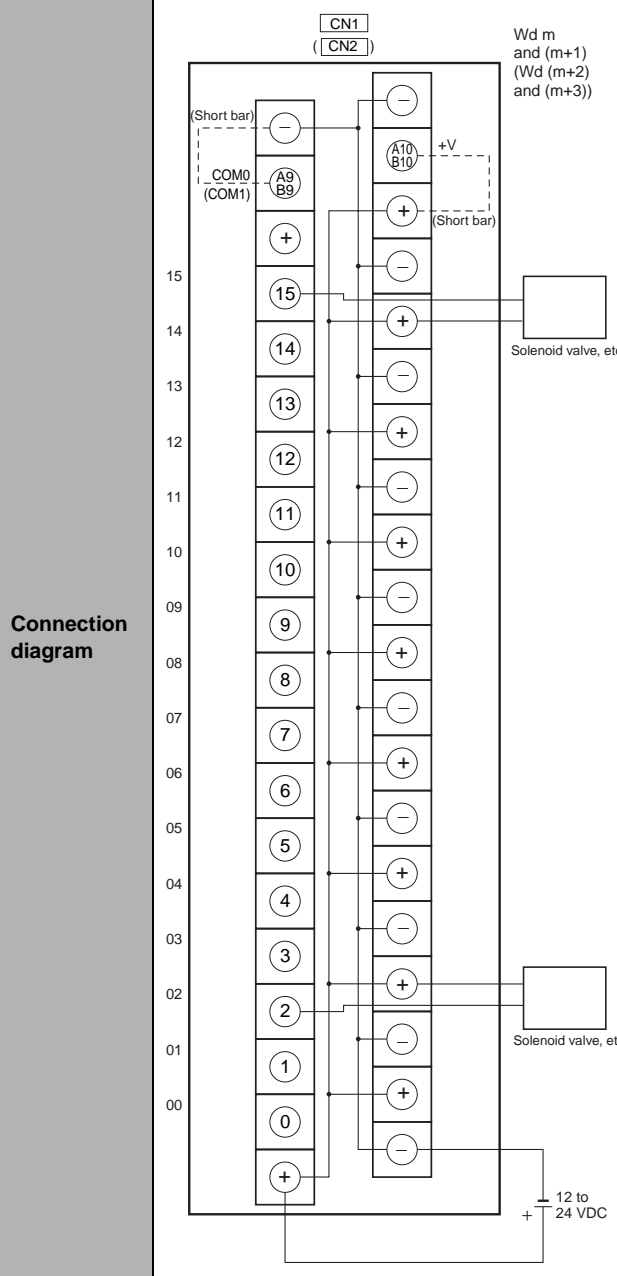 Connection
diagram
CN1
( CN2 )
Wd m
and (m+1)
(Wd (m+2)
and (m+3))
(Short bar)
−
COM0
(COM1)
A9
B9
+
15
14
13
12
11
10
9
8
7
6
5
4
3
2
1
0
+
15
14
13
12
11
10
09
08
07
06
05
04
03
02
01
00
−
A10
B10
+V
+
(Short bar)
−
+
−
+
−
+
−
+
−
+
−
+
−
+
−
+
−
Solenoid valve, etc
Solenoid valve, et
12 to
+ 24 VDC